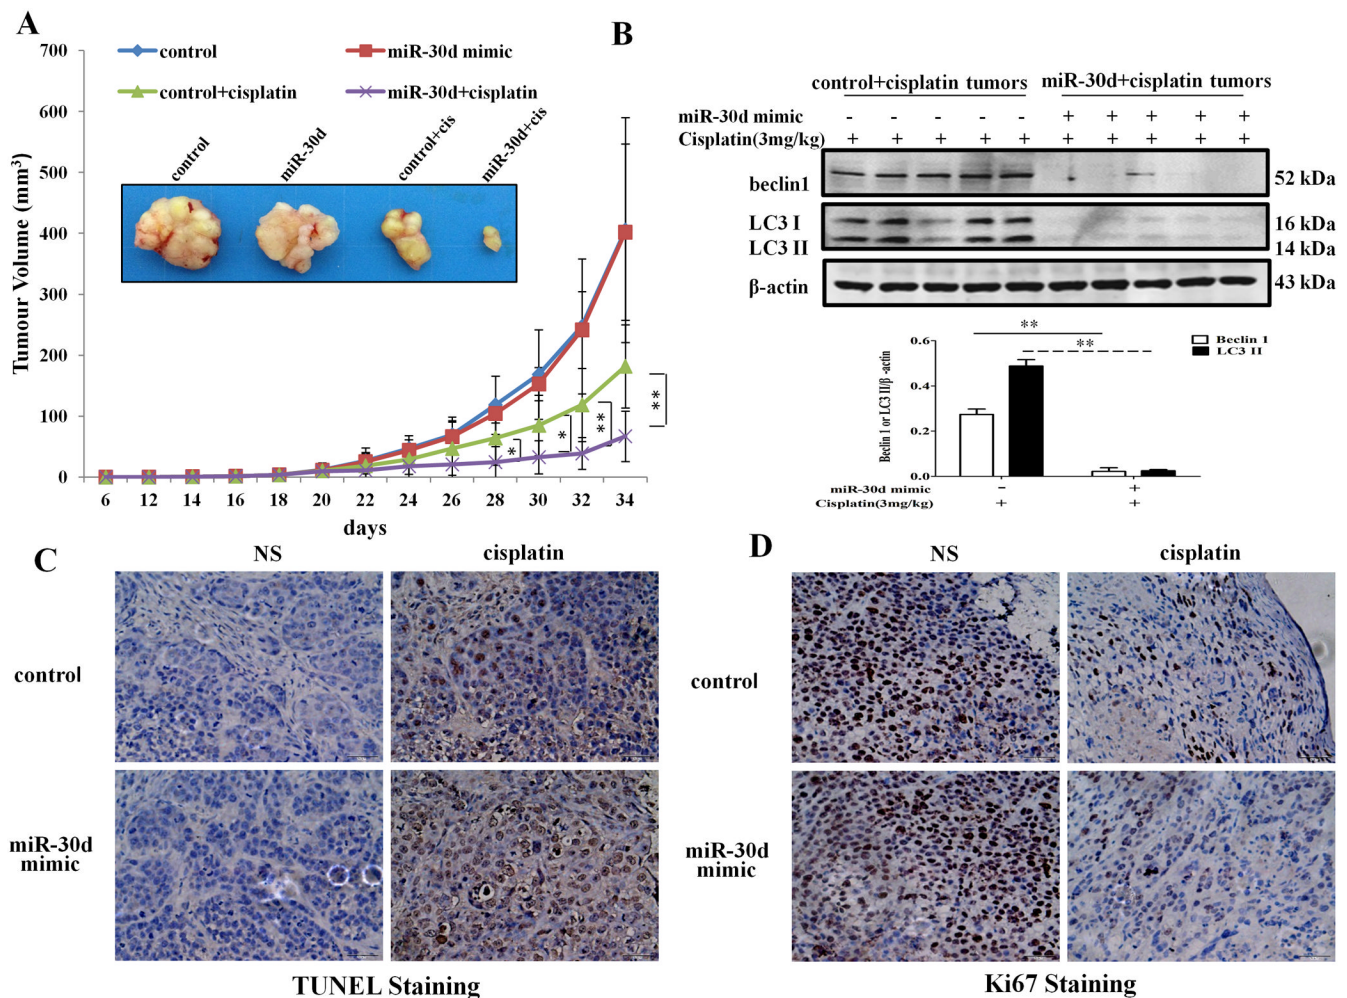 A
700
600
500
400
300
200
100
0
Tumour Volume (mm³)
control
miR-30d mimic
control+cisplatin
miR-30d+cisplatin
control
miR-30d
control+cis
miR-30d+cis
*
*
**
**
6 12 14 16 18 20 22 24 26 28 30 32 34
days
B
control+cisplatin tumors miR-30d+cisplatin tumors
miR-30d mimic - - - - - + + + + +
Cisplatin(3mg/kg) + + + + + + + + + +
beclin1 52 kDa
LC3 I 16 kDa
LC3 II 14 kDa
β-actin 43 kDa
** 
**
Beclin 1
LC3 II
Beclin 1 or LC3 II/β -actin
0.6
0.4
0.2
0.0
miR-30d mimic - +
Cisplatin(3mg/kg) + +
C
NS cisplatin
control
miR-30d
mimic
TUNEL Staining
D
NS cisplatin
control
miR-30d
mimic
Ki67 Staining